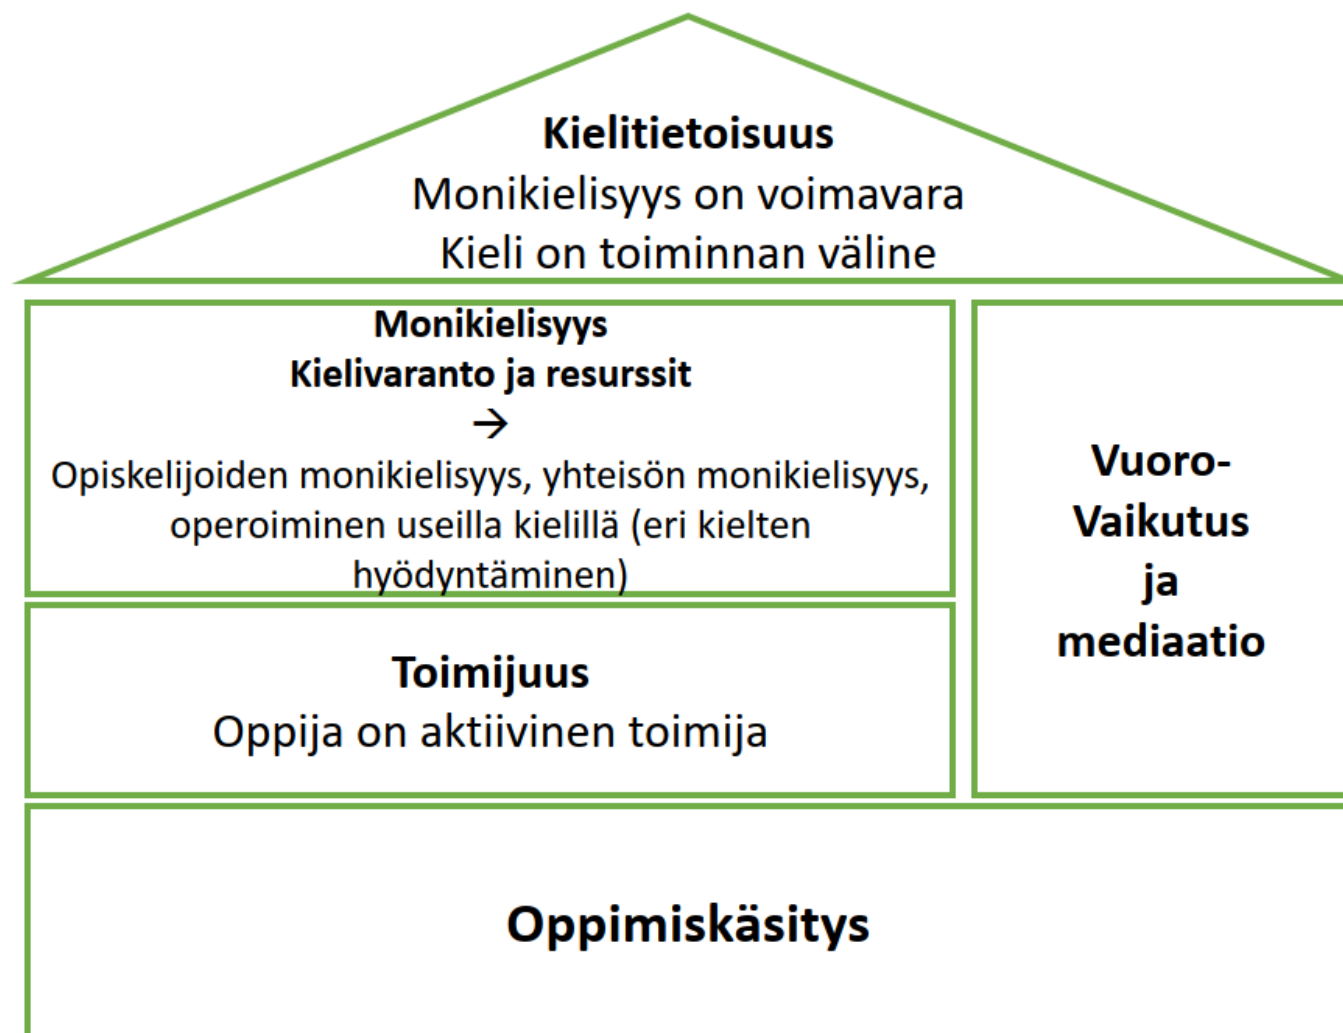 Kielitietoisuus
Monikielisyys on voimavara
Kieli on toiminnan väline
Monikielisyys
Kielivaranto ja resurssit
→
Opiskelijoiden monikielisyys, yhteisön monikielisyys,
operoiminen useilla kielillä (eri kielten
hyödyntäminen)
Toimijuus
Oppija on aktiivinen toimija
Vuoro-
Vaikutus
ja
mediaatio
Oppimiskäsitys